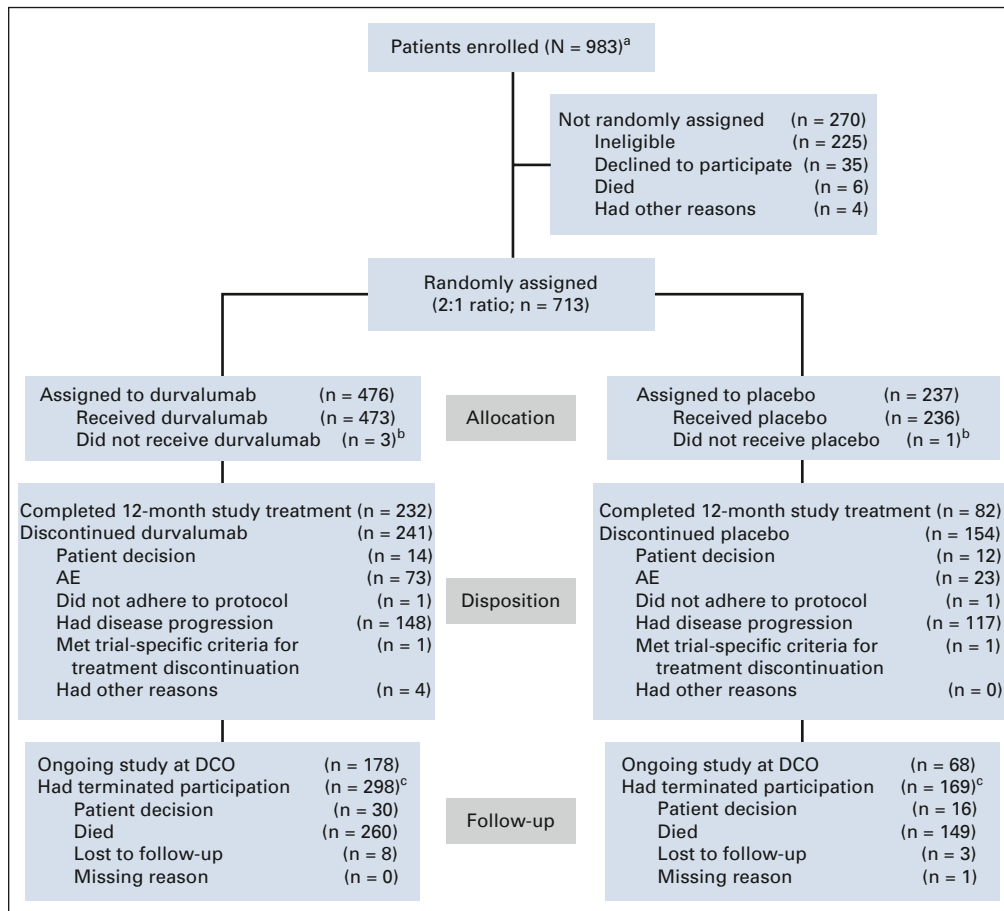 Patients enrolled (N = 983)a
Not randomly assigned (n = 270)
Ineligible (n = 225)
Declined to participate (n = 35)
Died (n = 6)
Had other reasons (n = 4)
Randomly assigned
(2:1 ratio; n = 713)
Assigned to durvalumab (n = 476)
Received durvalumab (n = 473)
Did not receive durvalumab (n = 3)b
Allocation
Assigned to placebo (n = 237)
Received placebo (n = 236)
Did not receive placebo (n = 1)b
Completed 12-month study treatment (n = 232)
Discontinued durvalumab (n = 241)
Patient decision (n = 14)
AE (n = 73)
Did not adhere to protocol (n = 1)
Had disease progression (n = 148)
Met trial-specific criteria for (n = 1)
treatment discontinuation
Had other reasons (n = 4)
Disposition
Completed 12-month study treatment (n = 82)
Discontinued placebo (n = 154)
Patient decision (n = 12)
AE (n = 23)
Did not adhere to protocol (n = 1)
Had disease progression (n = 117)
Met trial-specific criteria for (n = 1)
treatment discontinuation
Had other reasons (n = 0)
Ongoing study at DCO (n = 178)
Had terminated participation (n = 298)c
Patient decision (n = 30)
Died (n = 260)
Lost to follow-up (n = 8)
Missing reason (n = 0)
Follow-up
Ongoing study at DCO (n = 68)
Had terminated participation (n = 169)c
Patient decision (n = 16)
Died (n = 149)
Lost to follow-up (n = 3)
Missing reason (n = 1)